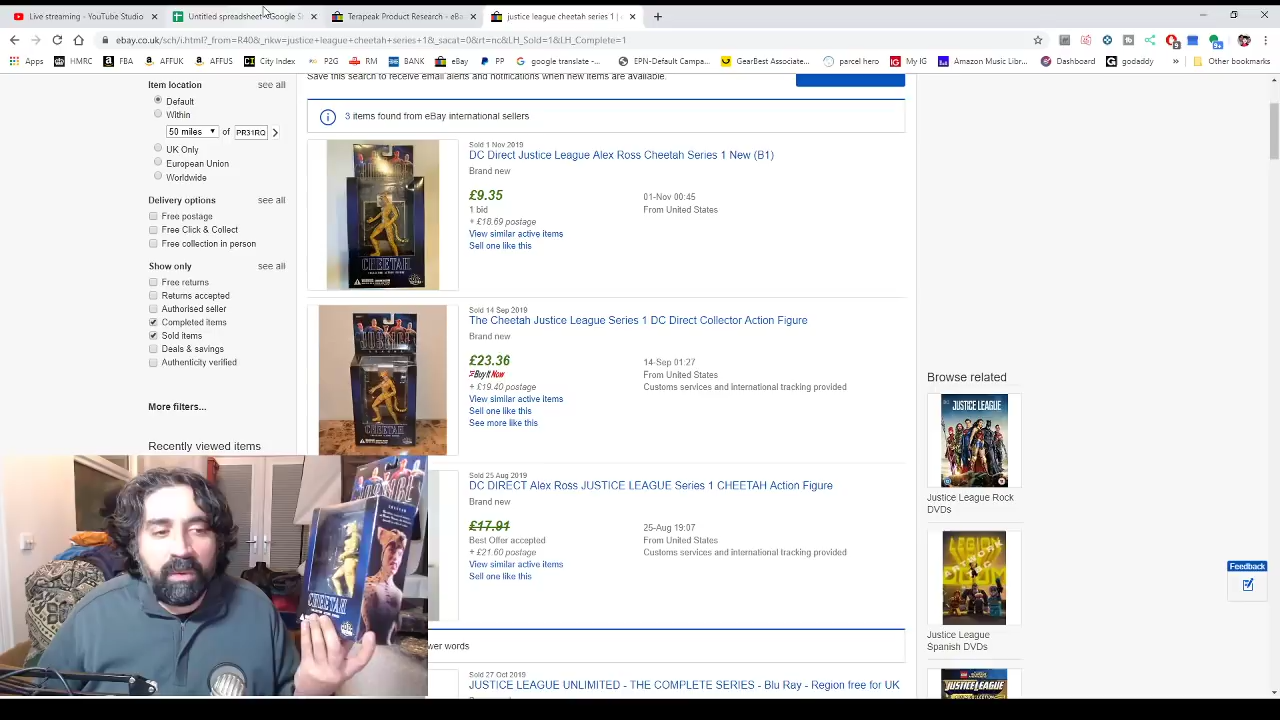 Live streaming - YouTube Studio
Untitled spreadsheet - Google S
Terapeak Product Research - eBa
justice league cheetah series 1 |
ebay.co.uk/sch/i.html?_from=R40&_nkw=justice+league+cheetah+series+1&_sacat=0&rt=nc&LH_Sold=1&LH_Complete=1
Apps HMRC FBA AFFUK AFFUS City Index P2G RM BANK eBay PP google translate -... EPN-Default Campa... GearBest Associate... parcel hero My IG Amazon Music Libr... Dashboard godaddy » Other bookmarks
Item location see all
Default
Within
50 miles of PR31RQ
UK Only
European Union
Worldwide
Delivery options see all
Free postage
Free Click & Collect
Free collection in person
Show only see all
Free returns
Returns accepted
Authorised seller
Completed items
Sold items
Deals & savings
Authenticity verified
More filters...
Recently viewed items
Save this search to receive email alerts and notifications when new items are available.
3 items found from eBay international sellers
Sold 1 Nov 2019
DC Direct Justice League Alex Ross Cheetah Series 1 New (B1)
Brand new
£9.35 01-Nov 00:45
1 bid From United States
+ £18.69 postage
View similar active items
Sell one like this
CHEETAH
Sold 14 Sep 2019
The Cheetah Justice League Series 1 DC Direct Collector Action Figure
Brand new
£23.36 14-Sep 01:27
Buy It Now From United States
+ £19.40 postage Customs services and international tracking provided
View similar active items
Sell one like this
See more like this
CHEETAH
Sold 25 Aug 2019
DC DIRECT Alex Ross JUSTICE LEAGUE Series 1 CHEETAH Action Figure
Brand new
£17.91 25-Aug 19:07
Best Offer accepted From United States
+ £21.60 postage Customs services and international tracking provided
View similar active items
Sell one like this
wer words
Sold 27 Oct 2019
JUSTICE LEAGUE UNLIMITED - THE COMPLETE SERIES - Blu Ray - Region free for UK
Browse related
JUSTICE LEAGUE
Justice League Rock
DVDs
LEGION
DOOM
Justice League
Spanish DVDs
JUSTICE LEAGUE
Feedback
CHEETAH
CHEETAH